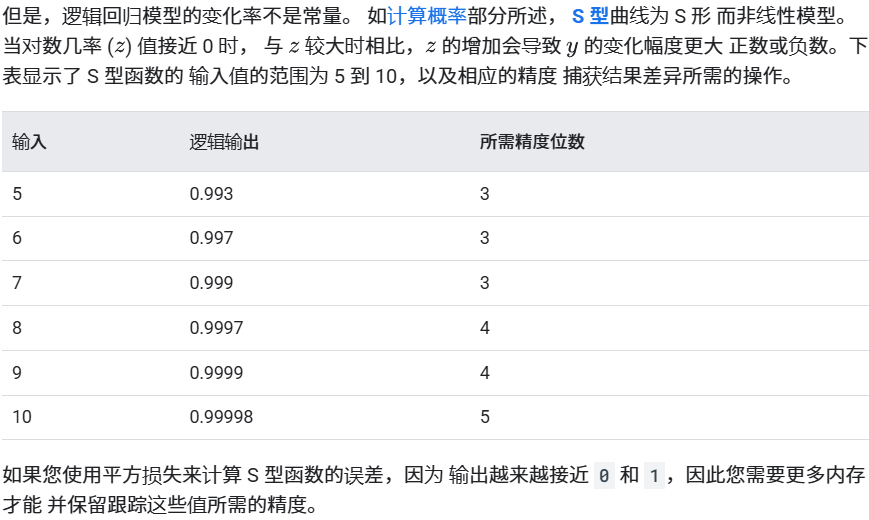 但是，逻辑回归模型的变化率不是常量。 如计算概率部分所述， S 型曲线为 S 形 而非线性模型。
当对数几率 (z) 值接近 0 时， 与 z 较大时相比，z 的增加会导致 y 的变化幅度更大 正数或负数。下
表显示了 S 型函数的 输入值的范围为 5 到 10，以及相应的精度 捕获结果差异所需的操作。
输入 逻辑输出 所需精度位数
5 0.993 3
6 0.997 3
7 0.999 3
8 0.9997 4
9 0.9999 4
10 0.99998 5
如果您使用平方损失来计算 S 型函数的误差，因为 输出越来越接近 0 和 1，因此您需要更多内存
才能 并保留跟踪这些值所需的精度。